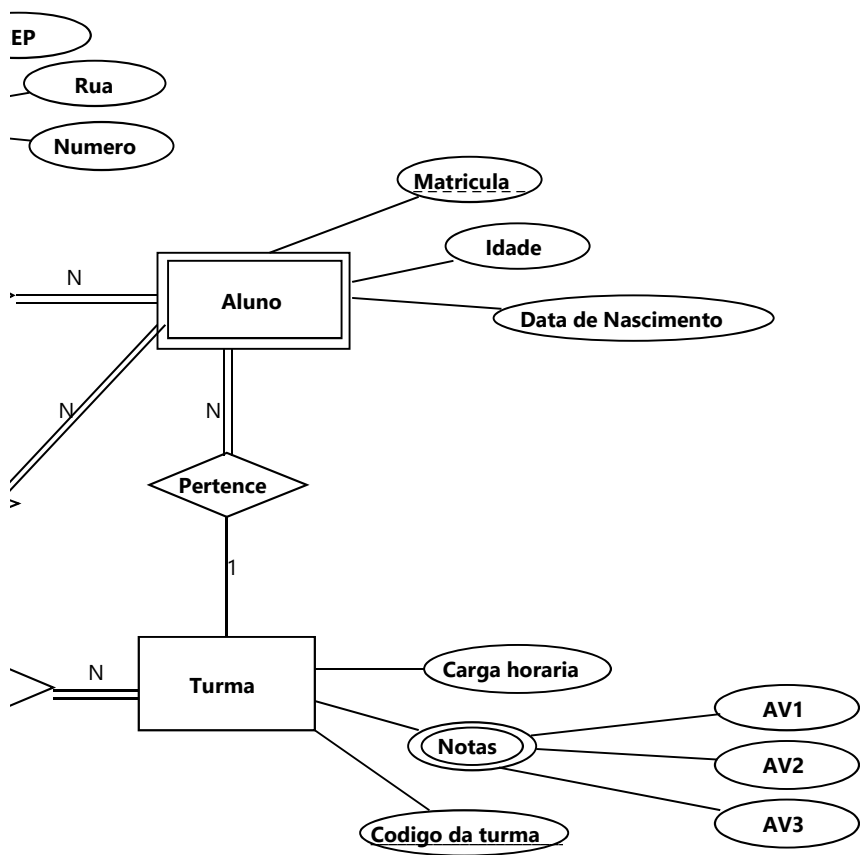 EP
Rua
Numero
Matricula
Idade
N
Aluno
Data de Nascimento
N
N
Pertence
1
N
Turma
Carga horaria
Notas
AV1
AV2
AV3
Codigo da turma